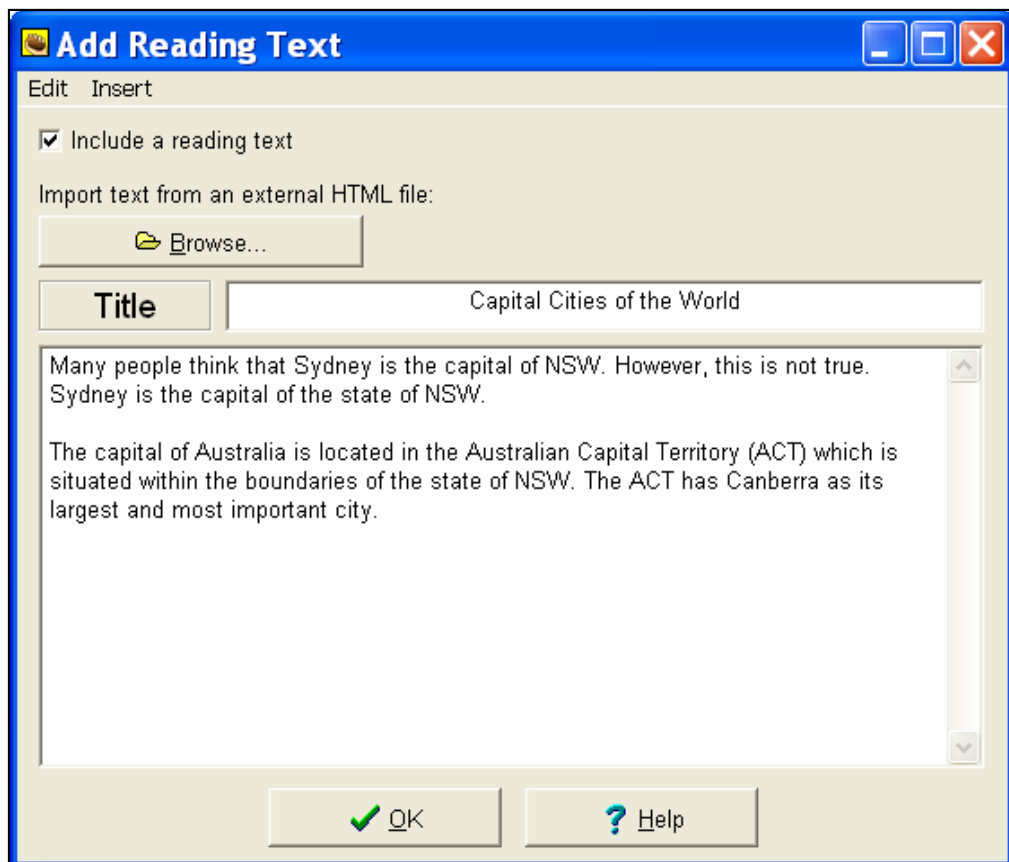 Add Reading Text
Edit Insert
Include a reading text
Import text from an external HTML file:
Browse...
Title
Capital Cities of the World
Many people think that Sydney is the capital of NSW. However, this is not true.
Sydney is the capital of the state of NSW.
The capital of Australia is located in the Australian Capital Territory (ACT) which is
situated within the boundaries of the state of NSW. The ACT has Canberra as its
largest and most important city.
OK
? Help